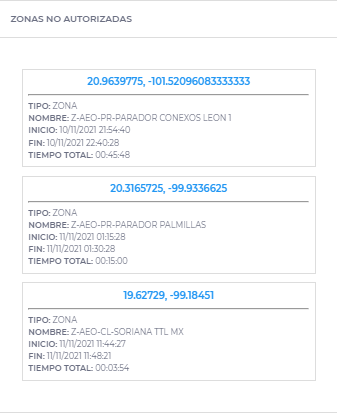 ZONAS NO AUTORIZADAS
20.9639775, -101.52096083333333
TIPO: ZONA
NOMBRE: Z-AEO-PR-PARADOR CONEXOS LEON 1
INICIO: 10/11/2021 21:54:40
FIN: 10/11/2021 22:40:28
TIEMPO TOTAL: 00:45:48
20.3165725, -99.9336625
TIPO: ZONA
NOMBRE: Z-AEO-PR-PARADOR PALMILLAS
INICIO: 11/11/2021 01:15:28
FIN: 11/11/2021 01:30:28
TIEMPO TOTAL: 00:15:00
19.62729, -99.18451
TIPO: ZONA
NOMBRE: Z-AEO-CL-SORIANA TTL MX
INICIO: 11/11/2021 11:44:27
FIN: 11/11/2021 11:48:21
TIEMPO TOTAL: 00:03:54